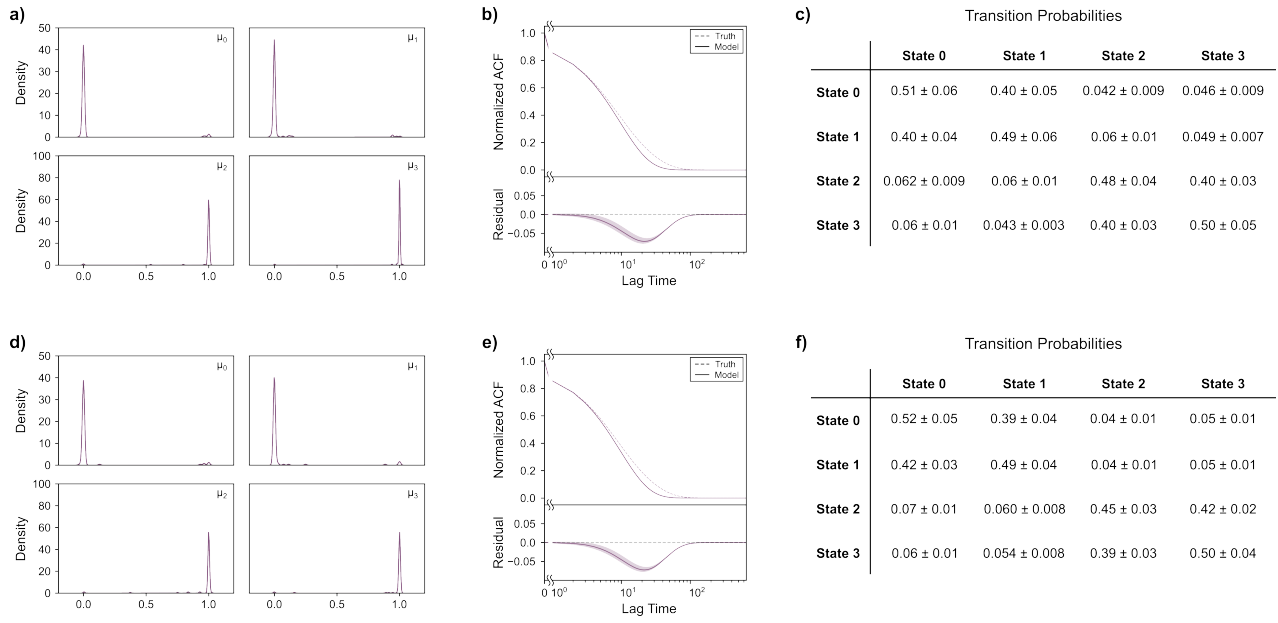 a)
50
40
30
20
10
0
Density
μ0
μ1
100
80
60
40
20
0
Density
μ2
μ3
0.0 0.5 1.0
0.0 0.5 1.0
b)
1.0
0.8
0.6
0.4
0.2
0.0
Normalized ACF
Truth
Model
0.05
0.0
−0.05
Residual
0 10⁰ 10¹ 10²
Lag Time
c)
Transition Probabilities
State 0 State 1 State 2 State 3
State 0 0.51 ± 0.06 0.40 ± 0.05 0.042 ± 0.009 0.046 ± 0.009
State 1 0.40 ± 0.04 0.49 ± 0.06 0.06 ± 0.01 0.049 ± 0.007
State 2 0.062 ± 0.009 0.06 ± 0.01 0.48 ± 0.04 0.40 ± 0.03
State 3 0.06 ± 0.01 0.043 ± 0.003 0.40 ± 0.03 0.50 ± 0.05
d)
50
40
30
20
10
0
Density
μ0
μ1
50
40
30
20
10
0
Density
μ2
μ3
0.0 0.5 1.0
0.0 0.5 1.0
e)
1.0
0.8
0.6
0.4
0.2
0.0
Normalized ACF
Truth
Model
0.05
0.0
−0.05
Residual
0 10⁰ 10¹ 10²
Lag Time
f)
Transition Probabilities
State 0 State 1 State 2 State 3
State 0 0.52 ± 0.05 0.39 ± 0.04 0.04 ± 0.01 0.05 ± 0.01
State 1 0.42 ± 0.03 0.49 ± 0.04 0.04 ± 0.01 0.05 ± 0.01
State 2 0.07 ± 0.01 0.060 ± 0.008 0.45 ± 0.03 0.42 ± 0.02
State 3 0.06 ± 0.01 0.054 ± 0.008 0.39 ± 0.03 0.50 ± 0.04